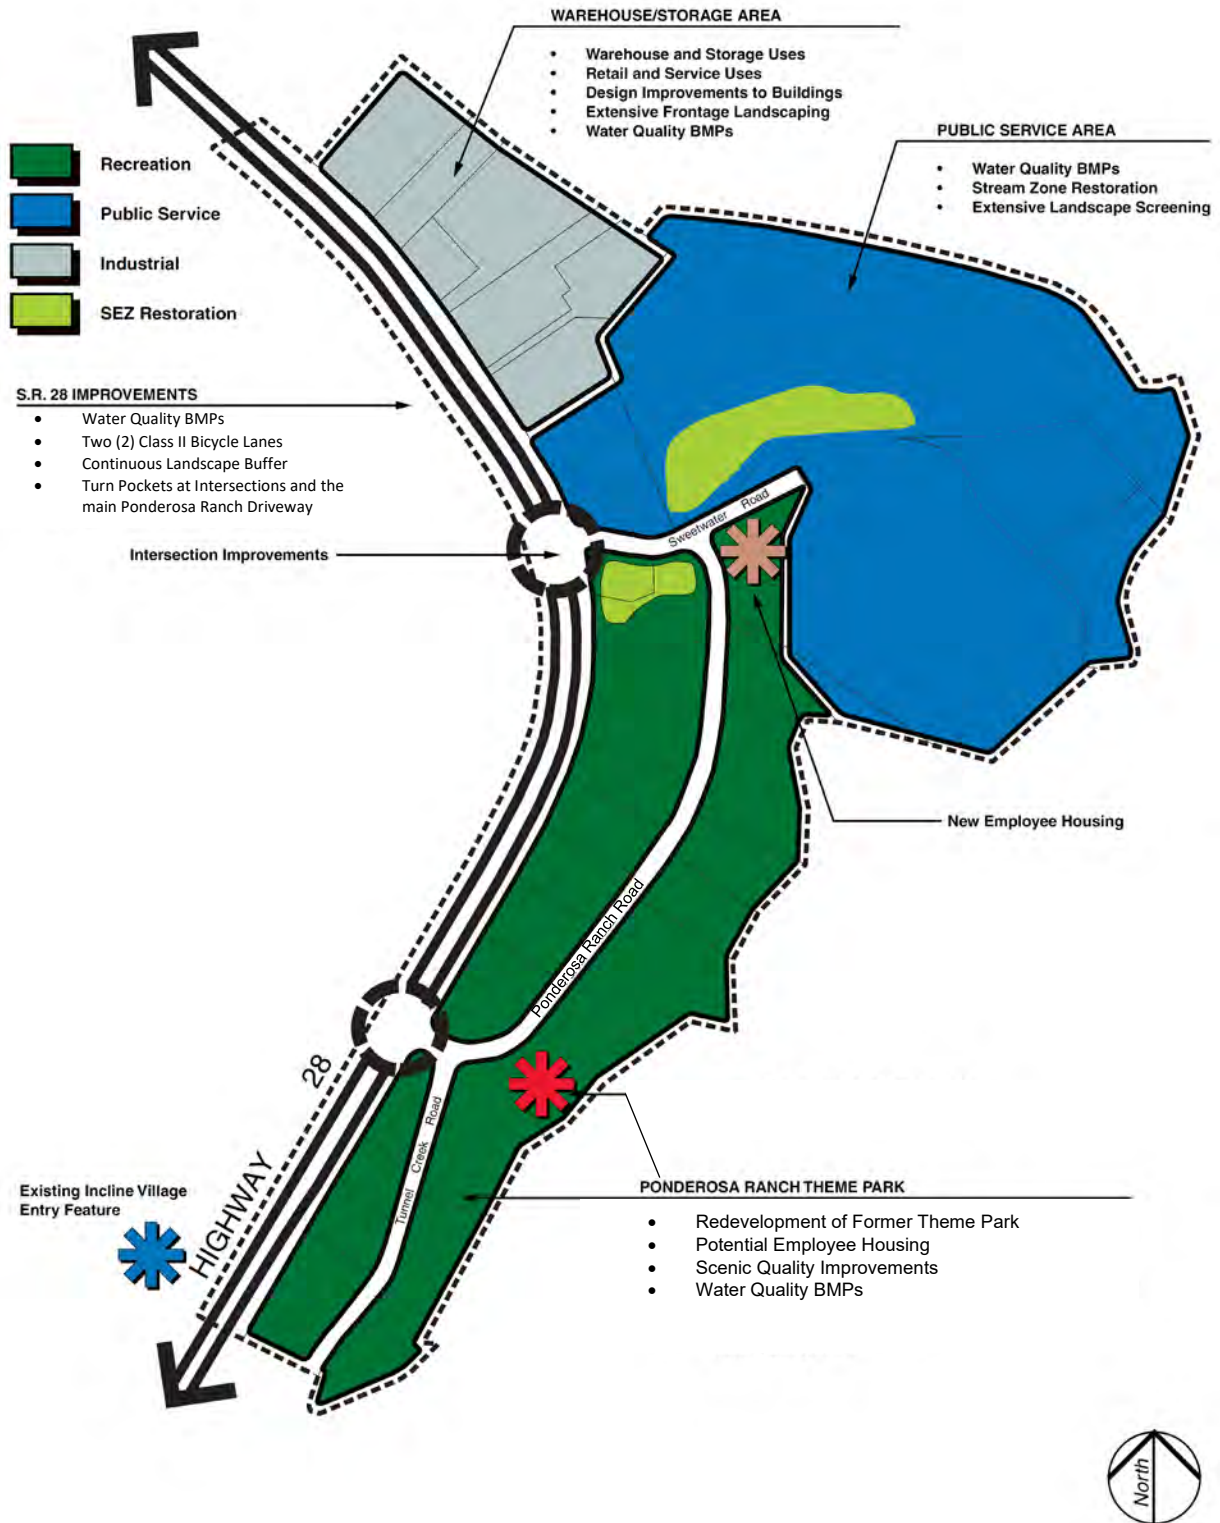 WAREHOUSE/STORAGE AREA
• Warehouse and Storage Uses
• Retail and Service Uses
• Design Improvements to Buildings
• Extensive Frontage Landscaping
• Water Quality BMPs
PUBLIC SERVICE AREA
• Water Quality BMPs
• Stream Zone Restoration
• Extensive Landscape Screening
Recreation
Public Service
Industrial
SEZ Restoration
S.R. 28 IMPROVEMENTS
• Water Quality BMPs
• Two (2) Class II Bicycle Lanes
• Continuous Landscape Buffer
• Turn Pockets at Intersections and the
main Ponderosa Ranch Driveway
Intersection Improvements
Sweetwater Road
New Employee Housing
Ponderosa Ranch Road
Tunnel Creek Road
HIGHWAY 28
Existing Incline Village
Entry Feature
PONDEROSA RANCH THEME PARK
• Redevelopment of Former Theme Park
• Potential Employee Housing
• Scenic Quality Improvements
• Water Quality BMPs
North